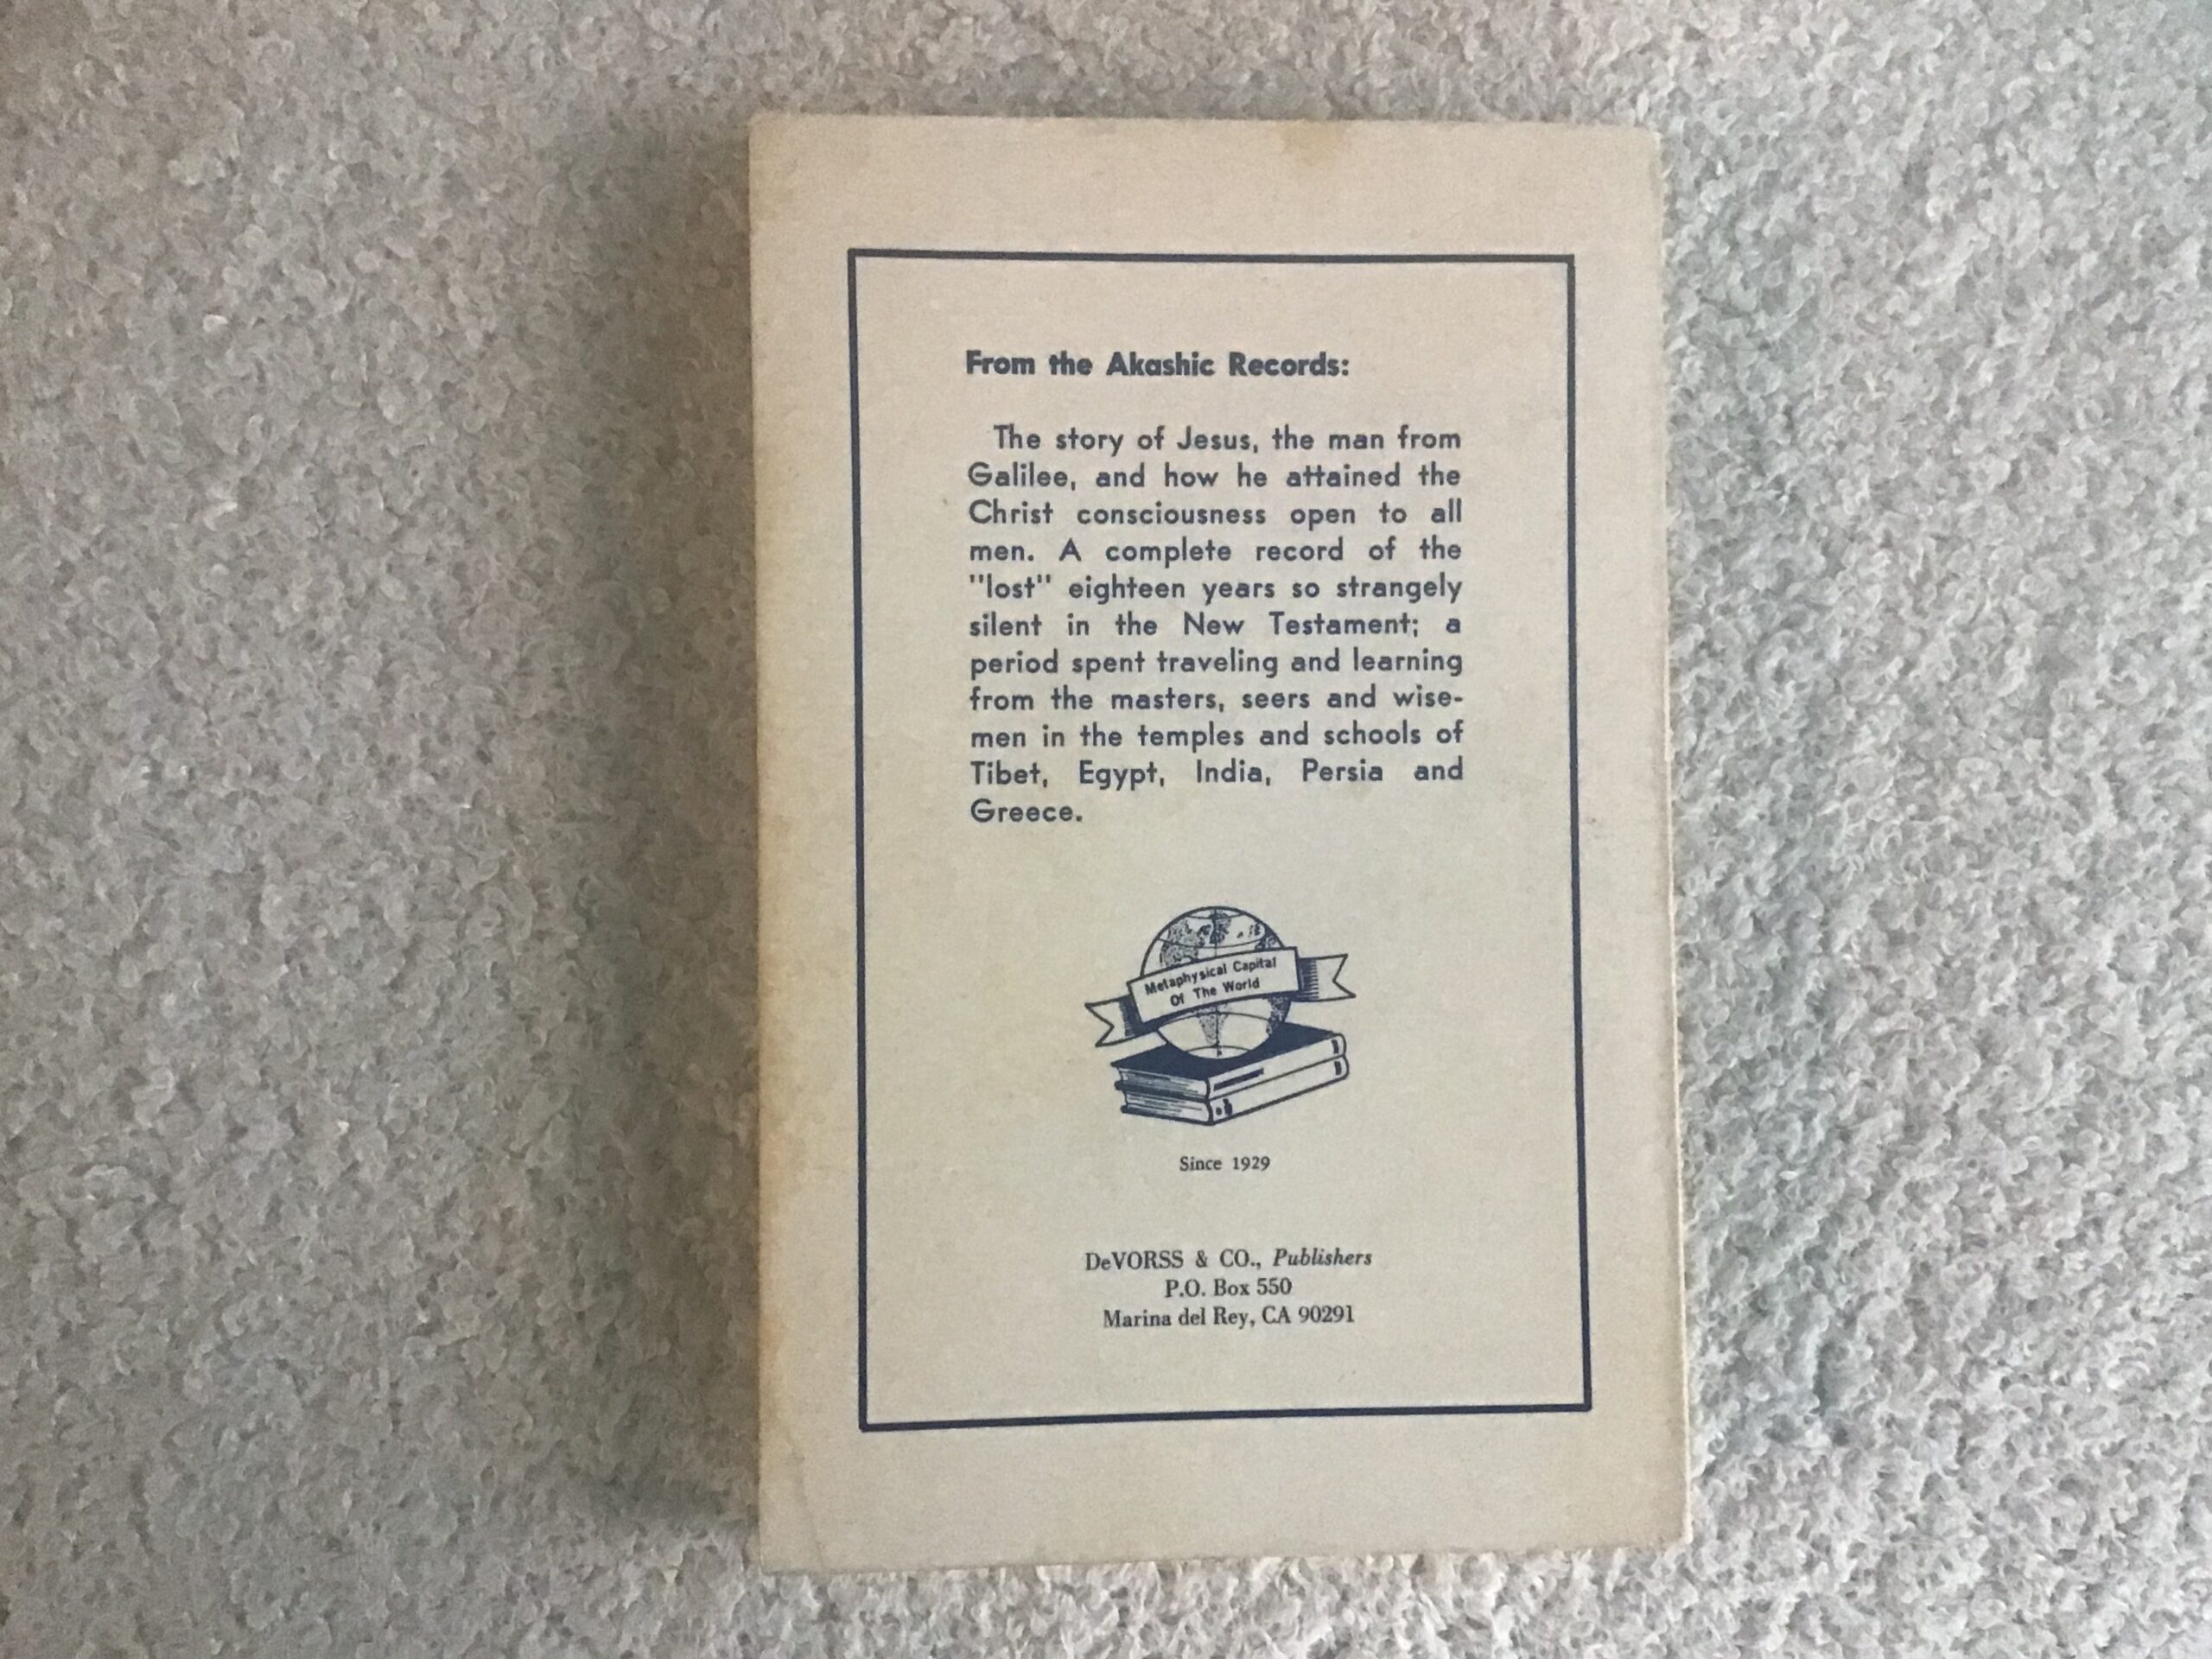 From the Akashic Records:
The story of Jesus, the man from
Galilee, and how he attained the
Christ consciousness open to all
men. A complete record of the
"lost" eighteen years so strangely
silent in the New Testament; a
period spent traveling and learning
from the masters, seers and wise-
men in the temples and schools of
Tibet, Egypt, India, Persia and
Greece.
Metaphysical Capital
Of The World
Since 1929
DeVORSS & CO., Publishers
P.O. Box 550
Marina del Rey, CA 90291